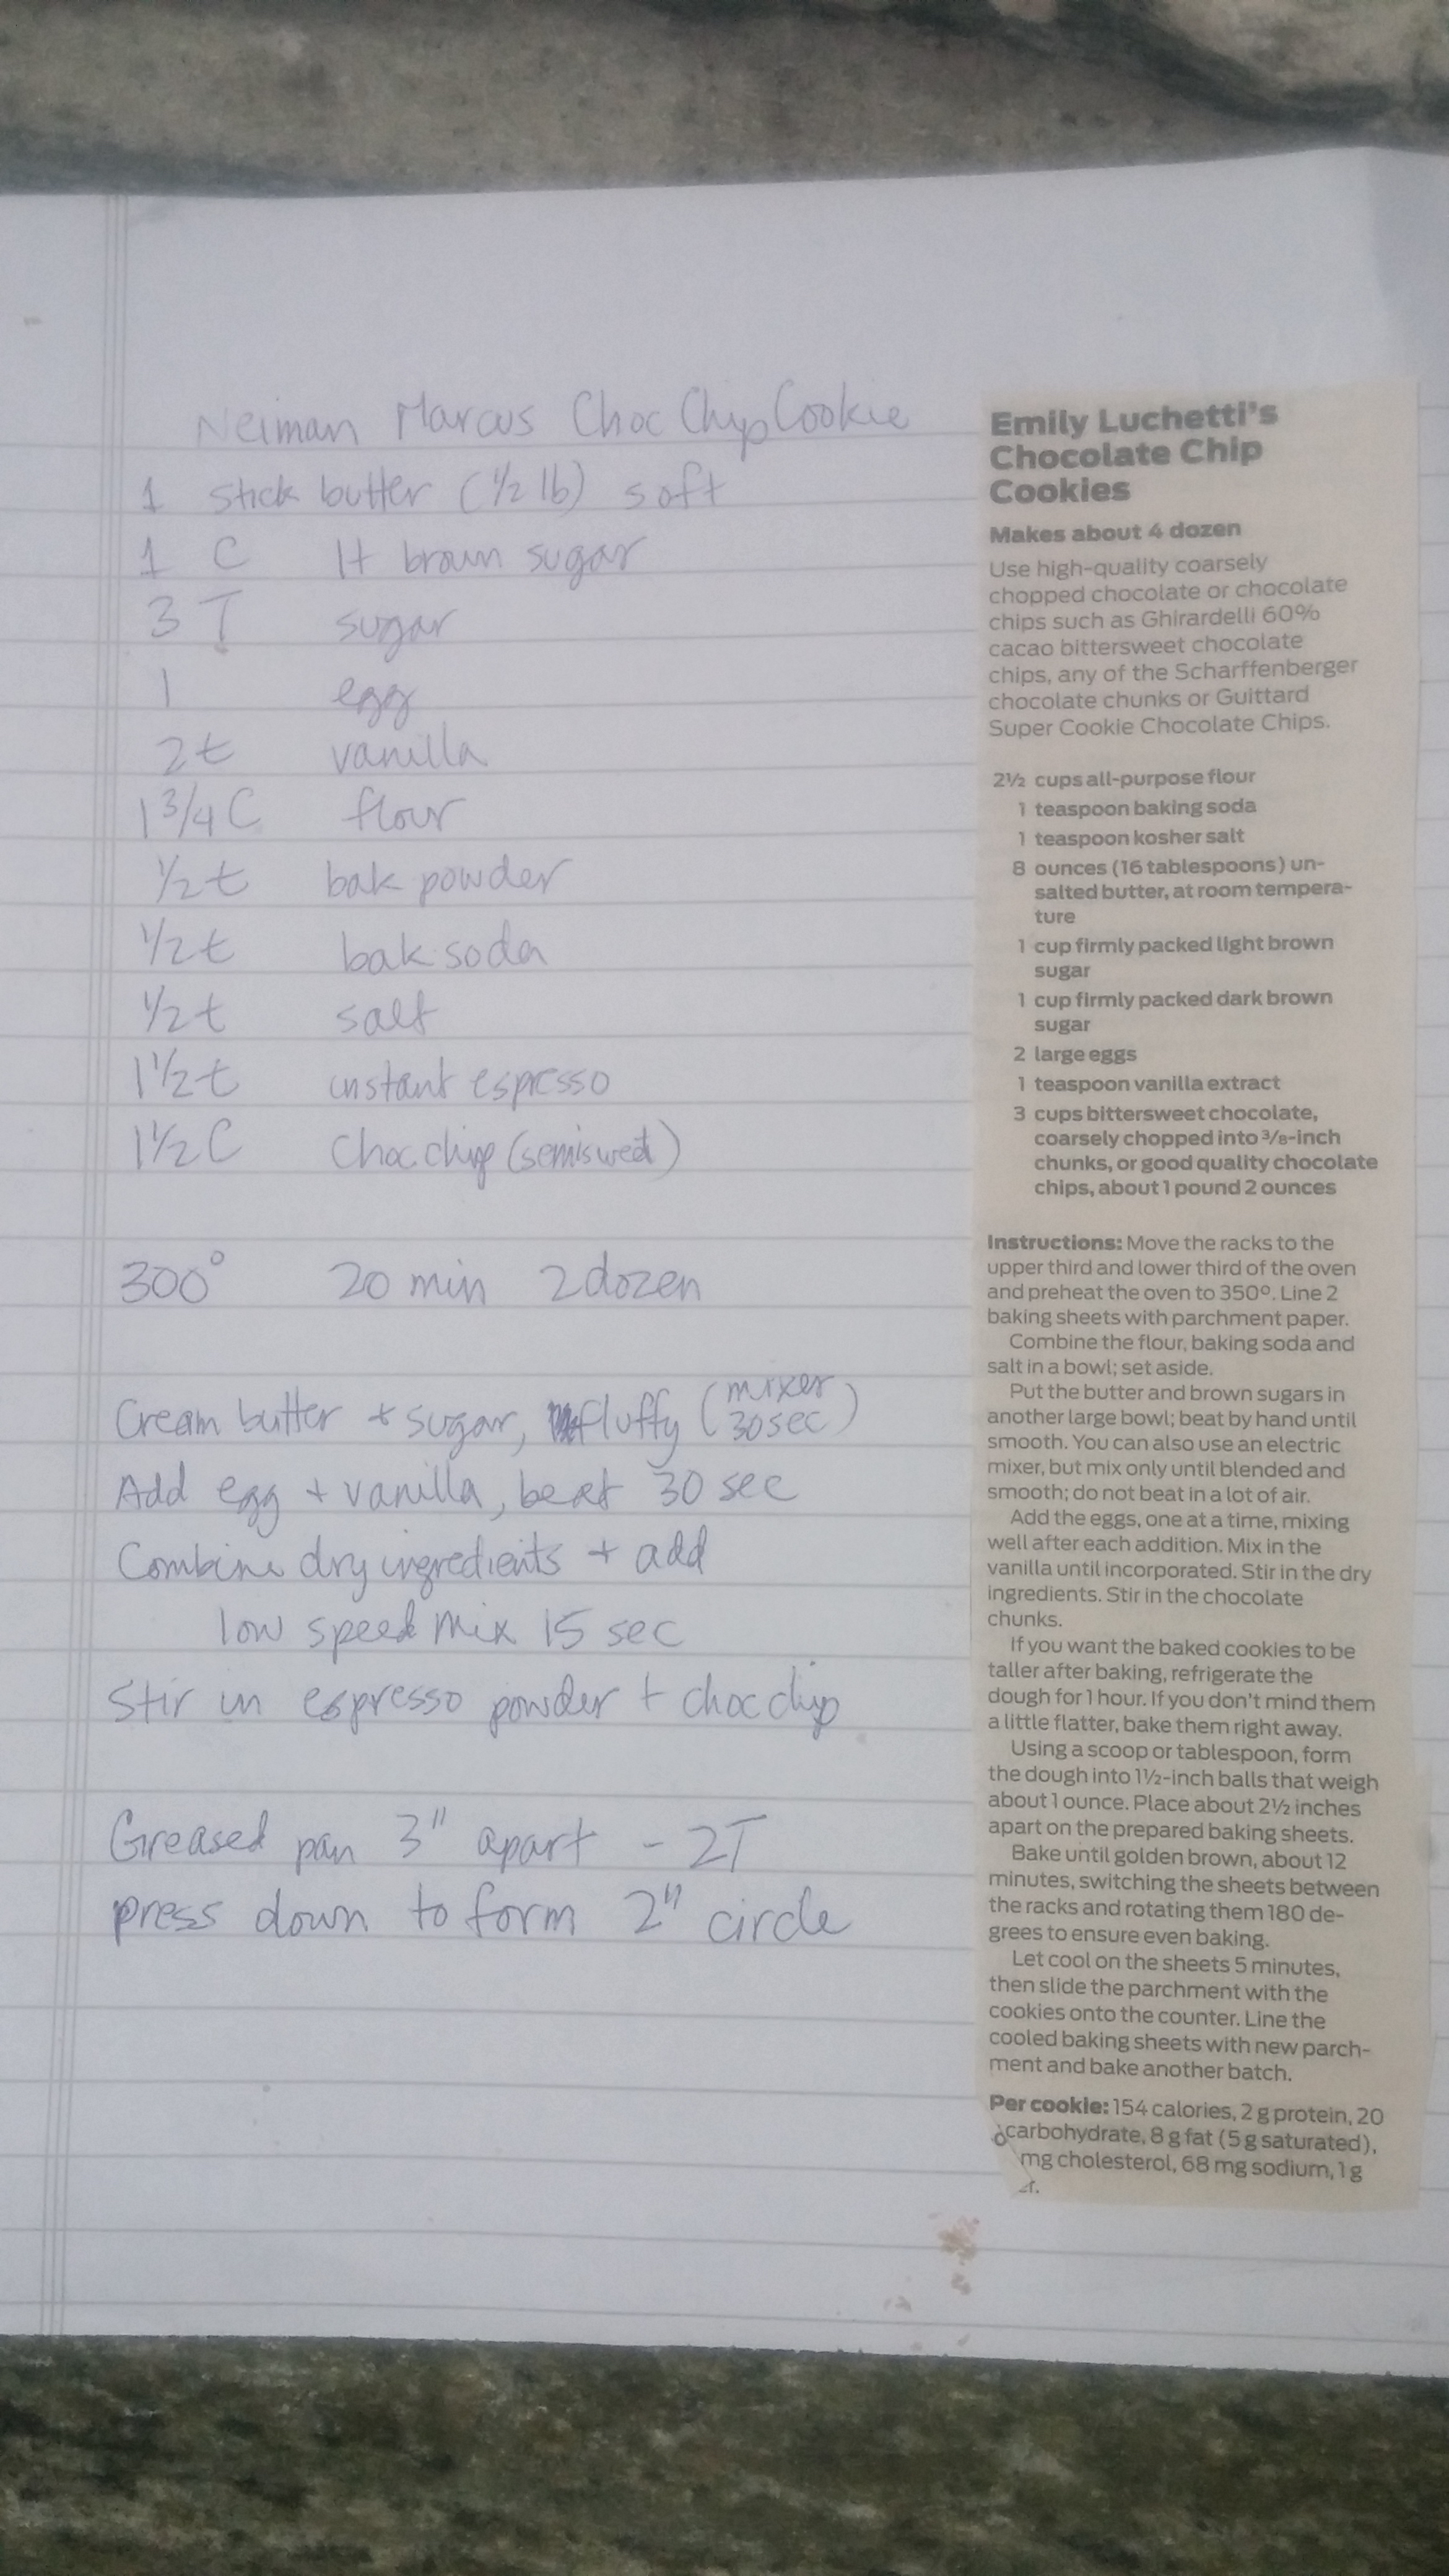 Neiman Marcus Choc Chip Cookie
1 stick butter (1/2 lb) soft
1 C lt brown sugar
3 T sugar
1 egg
2t vanilla
1 3/4 C flour
1/2 t bak powder
1/2 t bak soda
1/2 t salt
1 1/2 t instant espresso
1 1/2 C Choc chip (semisweet)
300° 20 min 2 dozen
Cream butter + sugar, fluffy (mixer 30 sec)
Add egg + vanilla, beat 30 sec
Combine dry ingredients + add
low speed mix 15 sec
Stir in espresso powder + choc chip
Greased pan 3" apart - 2T
press down to form 2" circle
Emily Luchetti's
Chocolate Chip
Cookies
Makes about 4 dozen
Use high-quality coarsely
chopped chocolate or chocolate
chips such as Ghirardelli 60%
cacao bittersweet chocolate
chips, any of the Scharffenberger
chocolate chunks or Guittard
Super Cookie Chocolate Chips.
2½ cups all-purpose flour
1 teaspoon baking soda
1 teaspoon kosher salt
8 ounces (16 tablespoons) un-
salted butter, at room tempera-
ture
1 cup firmly packed light brown
sugar
1 cup firmly packed dark brown
sugar
2 large eggs
1 teaspoon vanilla extract
3 cups bittersweet chocolate,
coarsely chopped into 3/8-inch
chunks, or good quality chocolate
chips, about 1 pound 2 ounces
Instructions: Move the racks to the
upper third and lower third of the oven
and preheat the oven to 350º. Line 2
baking sheets with parchment paper.
Combine the flour, baking soda and
salt in a bowl; set aside.
Put the butter and brown sugars in
another large bowl; beat by hand until
smooth. You can also use an electric
mixer, but mix only until blended and
smooth; do not beat in a lot of air.
Add the eggs, one at a time, mixing
well after each addition. Mix in the
vanilla until incorporated. Stir in the dry
ingredients. Stir in the chocolate
chunks.
If you want the baked cookies to be
taller after baking, refrigerate the
dough for 1 hour. If you don't mind them
a little flatter, bake them right away.
Using a scoop or tablespoon, form
the dough into 1½-inch balls that weigh
about 1 ounce. Place about 2½ inches
apart on the prepared baking sheets.
Bake until golden brown, about 12
minutes, switching the sheets between
the racks and rotating them 180 de-
grees to ensure even baking.
Let cool on the sheets 5 minutes,
then slide the parchment with the
cookies onto the counter. Line the
cooled baking sheets with new parch-
ment and bake another batch.
Per cookie: 154 calories, 2 g protein, 20
carbohydrate, 8 g fat (5 g saturated),
mg cholesterol, 68 mg sodium, 1 g